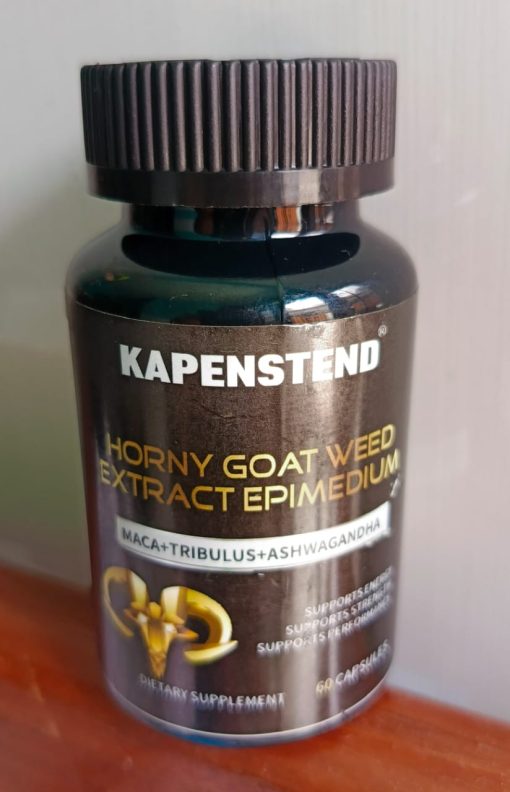 KAPENSTEND®
HORNY GOAT WEED
EXTRACT EPIMEDIUM
MACA+TRIBULUS+ASHWAGANDHA
SUPPORTS ENERGY
SUPPORTS STRENGTH
SUPPORTS PERFORMANCE
DIETARY SUPPLEMENT
60 CAPSULES